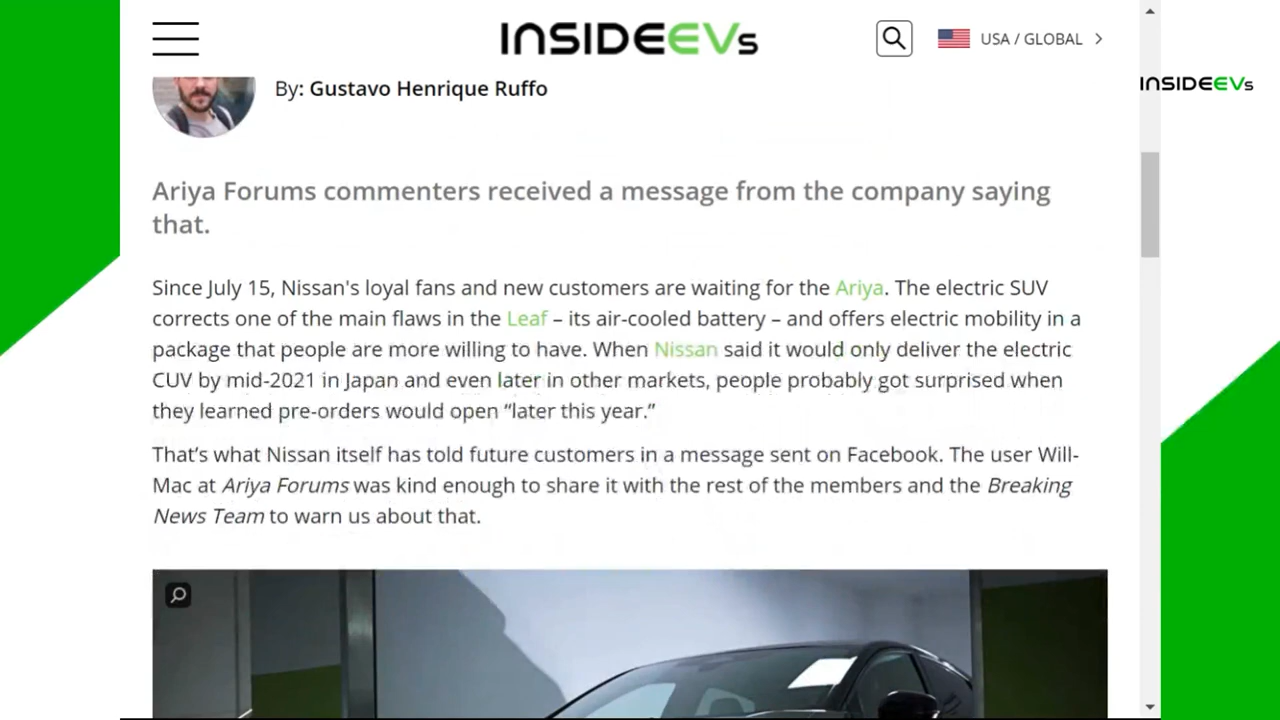 INSIDEEVs
USA / GLOBAL
INSIDEEVs
By: Gustavo Henrique Ruffo
Ariya Forums commenters received a message from the company saying
that.
Since July 15, Nissan's loyal fans and new customers are waiting for the Ariya. The electric SUV
corrects one of the main flaws in the Leaf – its air-cooled battery – and offers electric mobility in a
package that people are more willing to have. When Nissan said it would only deliver the electric
CUV by mid-2021 in Japan and even later in other markets, people probably got surprised when
they learned pre-orders would open “later this year.”
That’s what Nissan itself has told future customers in a message sent on Facebook. The user Will-
Mac at Ariya Forums was kind enough to share it with the rest of the members and the Breaking
News Team to warn us about that.